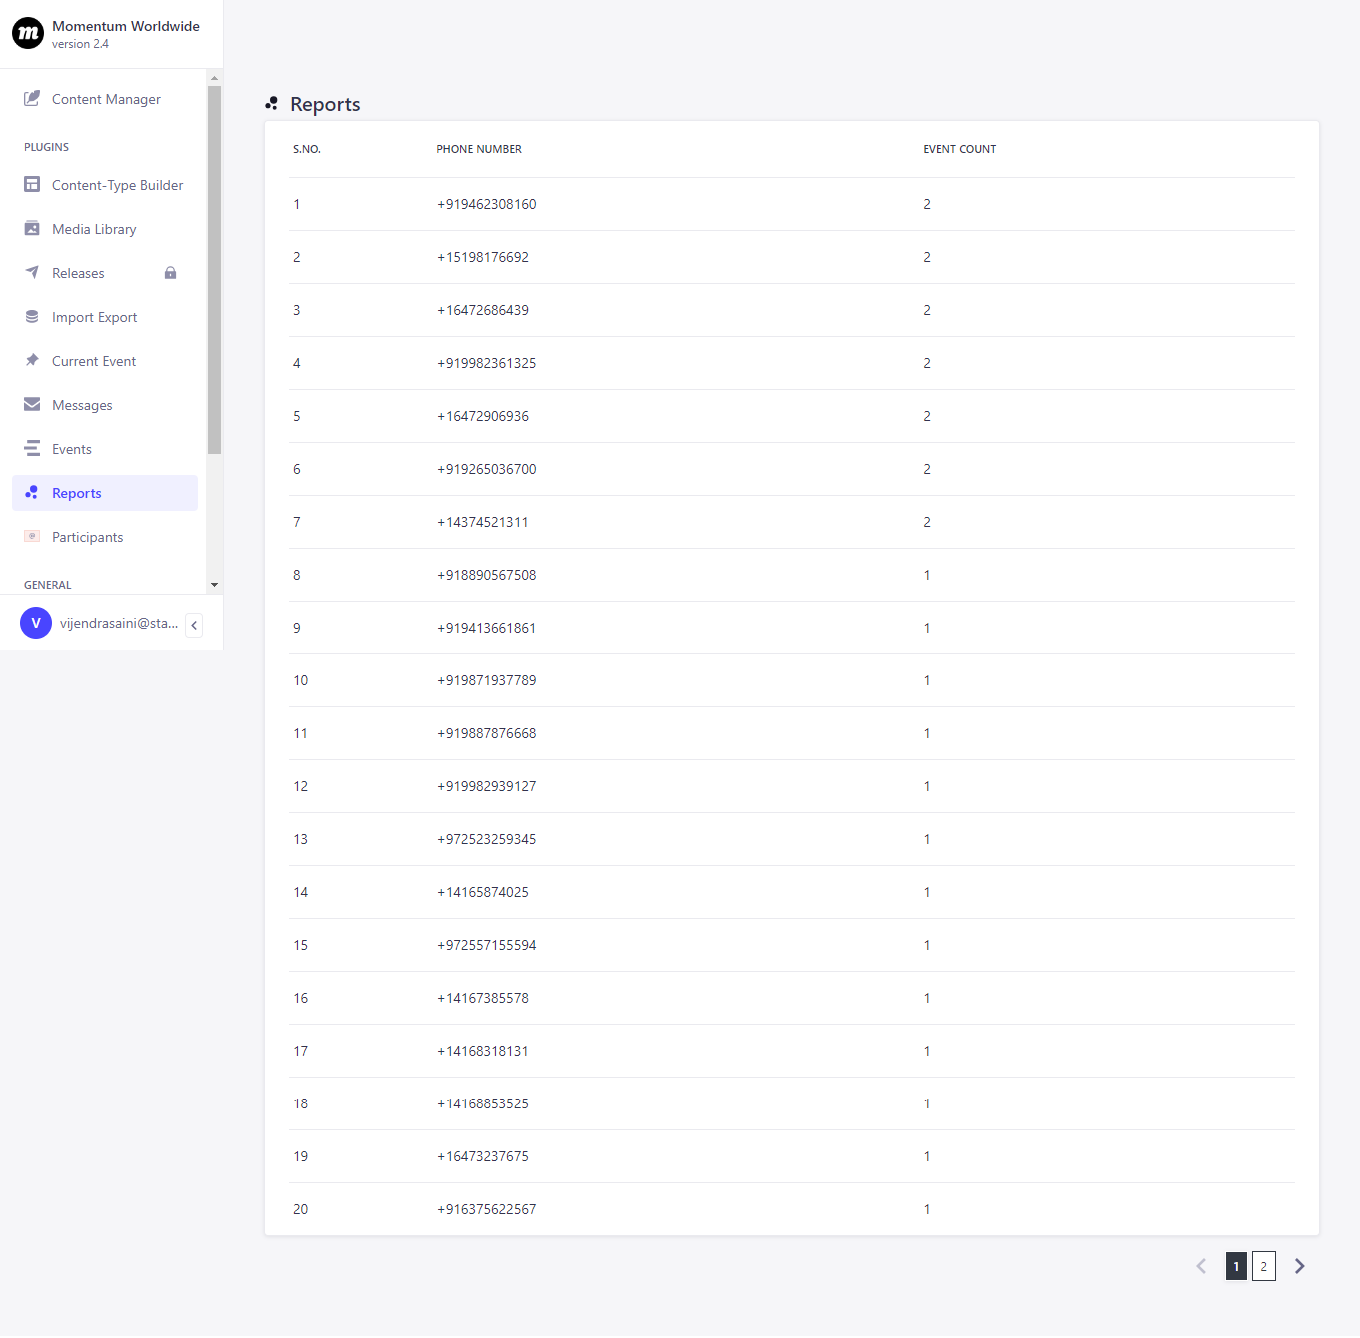 m Momentum Worldwide
version 2.4
Content Manager
PLUGINS
Content-Type Builder
Media Library
Releases
Import Export
Current Event
Messages
Events
Reports
Participants
GENERAL
V vijendrasaini@sta...
Reports
S.NO. PHONE NUMBER EVENT COUNT
1 +919462308160 2
2 +15198176692 2
3 +16472686439 2
4 +919982361325 2
5 +16472906936 2
6 +919265036700 2
7 +14374521311 2
8 +918890567508 1
9 +919413661861 1
10 +919871937789 1
11 +919887876668 1
12 +919982939127 1
13 +972523259345 1
14 +14165874025 1
15 +972557155594 1
16 +14167385578 1
17 +14168318131 1
18 +14168853525 1
19 +16473237675 1
20 +916375622567 1
1 2